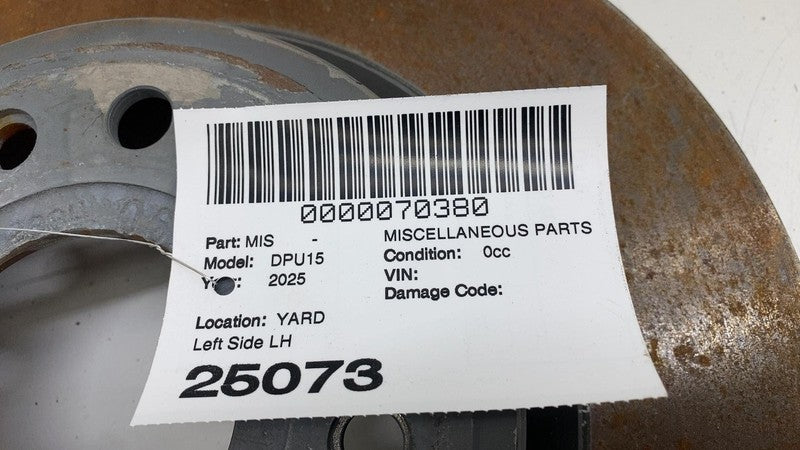 0000070380
Part: MIS - MISCELLANEOUS PARTS
Model: DPU15 Condition: 0cc
2025 VIN:
Damage Code:
Location: YARD
Left Side LH
25073